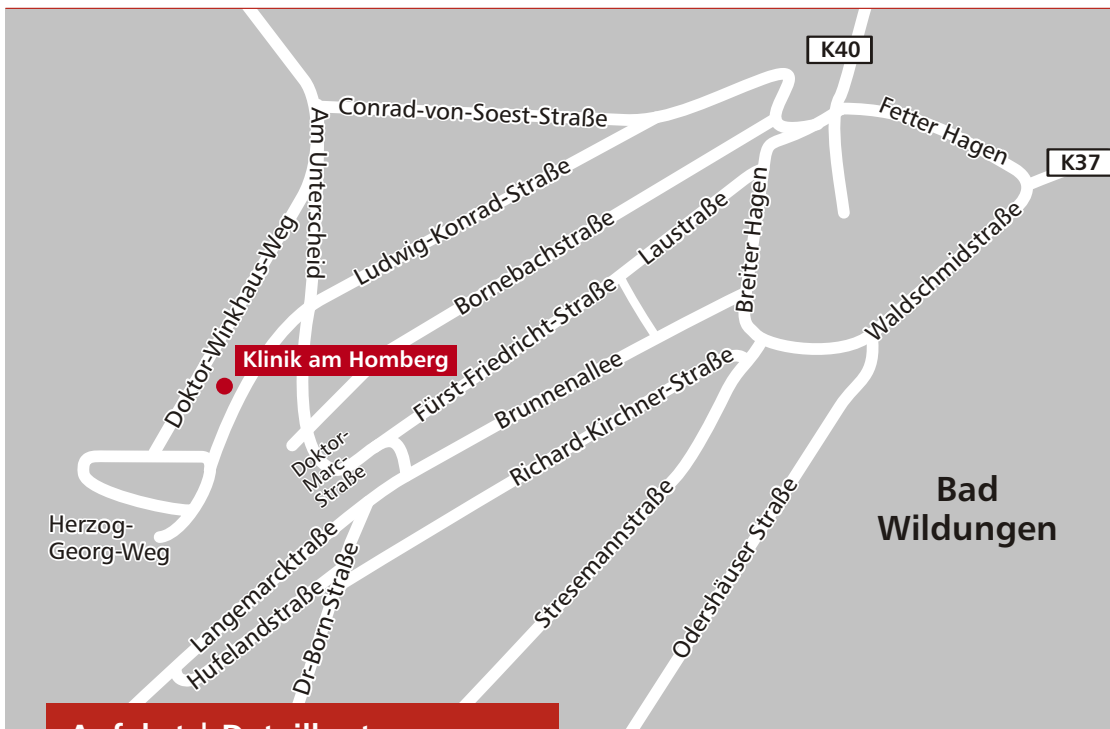 K40
Conrad-von-Soest-Straße
Fetter Hagen
K37
Am Unterscheid
Ludwig-Konrad-Straße
Laustraße
Breiter Hagen
Waldschmidstraße
Doktor-Winkhaus-Weg
Bornebachstraße
Klinik am Homberg
Fürst-Friedricht-Straße
Brunnenallee
Richard-Kirchner-Straße
Doktor-
Marc-
Straße
Herzog-
Georg-Weg
Bad
Wildungen
Langemarcktraße
Hufelandstraße
Dr-Born-Straße
Stresemannstraße
Odershäuser Straße